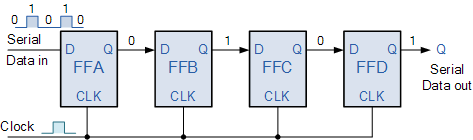 1 1
0 0 0
Serial
Data in
D Q
FFA
CLK
0
D Q
FFB
CLK
1
D Q
FFC
CLK
0
D Q
FFD
CLK
1
Q
Serial
Data out
Clock